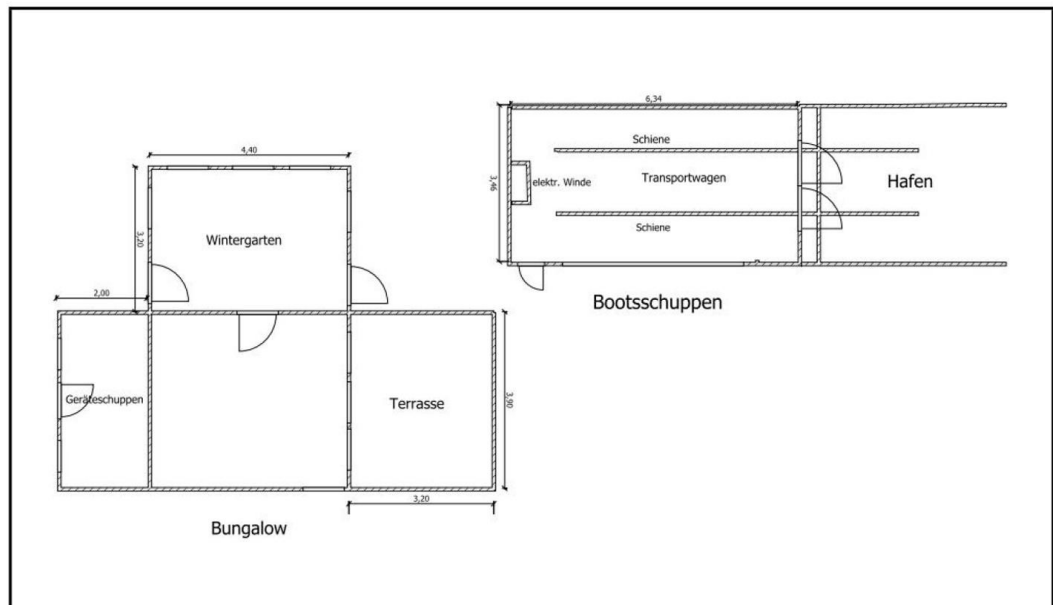 6,34
Schiene
3,46
elektr. Winde
Transportwagen
Hafen
Schiene
Bootsschuppen
4,40
3,20
Wintergarten
2,00
Geräteschuppen
Terrasse
3,90
3,20
Bungalow